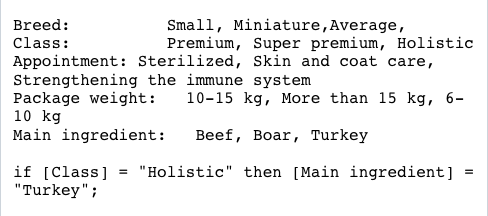 Breed:          Small, Miniature,Average,
Class:          Premium, Super premium, Holistic
Appointment: Sterilized, Skin and coat care,
Strengthening the immune system
Package weight:   10-15 kg, More than 15 kg, 6-
10 kg
Main ingredient:   Beef, Boar, Turkey

if [Class] = "Holistic" then [Main ingredient] =
"Turkey";